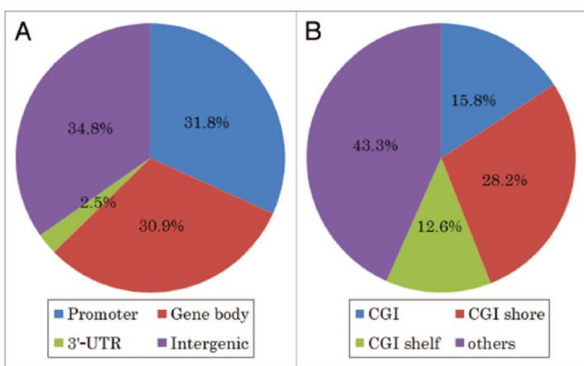 A
31.8%
30.9%
2.5%
34.8%
Promoter
Gene body
3'-UTR
Intergenic
B
15.8%
28.2%
12.6%
43.3%
CGI
CGI shore
CGI shelf
others